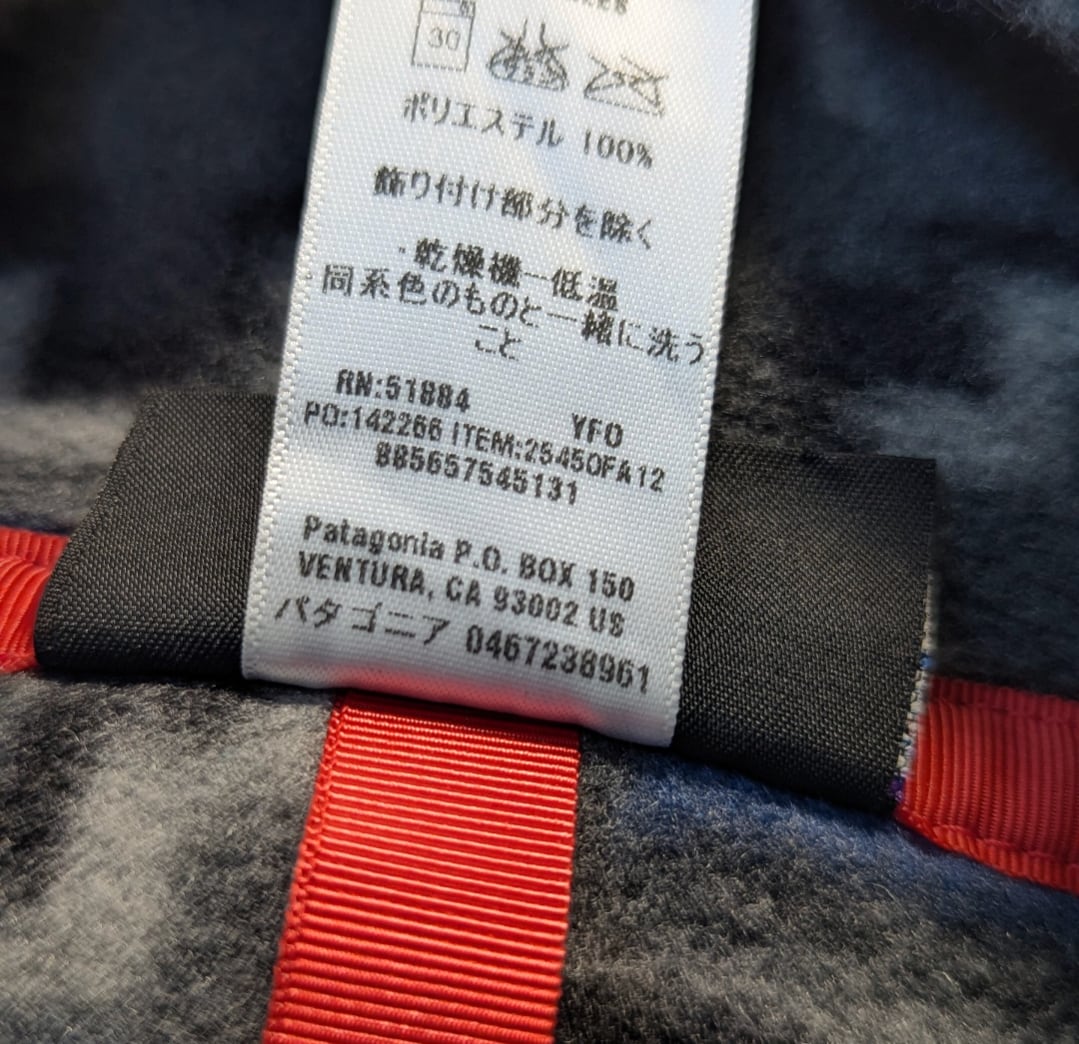 30
ポリエステル 100%
飾り付け部分を除く
・乾燥機—低温
同系色のものと一緒に洗う
こと
RN:51884 YFO
PO:142266 ITEM:25450FA12
885657545131
Patagonia P.O. BOX 150
VENTURA, CA 93002 US
パタゴニア 0467238961